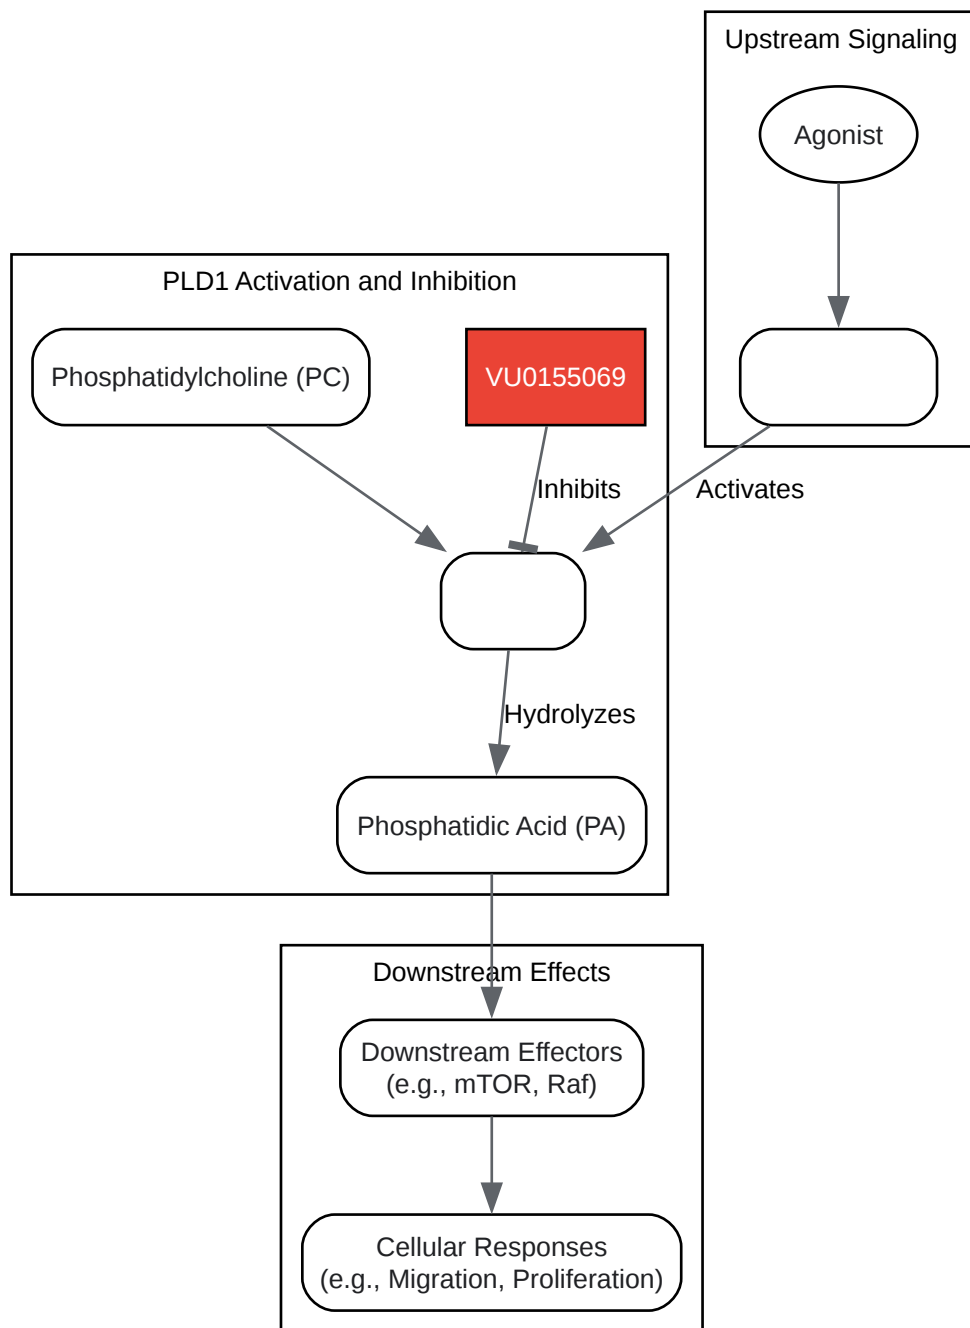 Upstream Signaling
Agonist
PLD1 Activation and Inhibition
Phosphatidylcholine (PC)
VU0155069
Inhibits
Activates
Hydrolyzes
Phosphatidic Acid (PA)
Downstream Effects
Downstream Effectors
(e.g., mTOR, Raf)
Cellular Responses
(e.g., Migration, Proliferation)